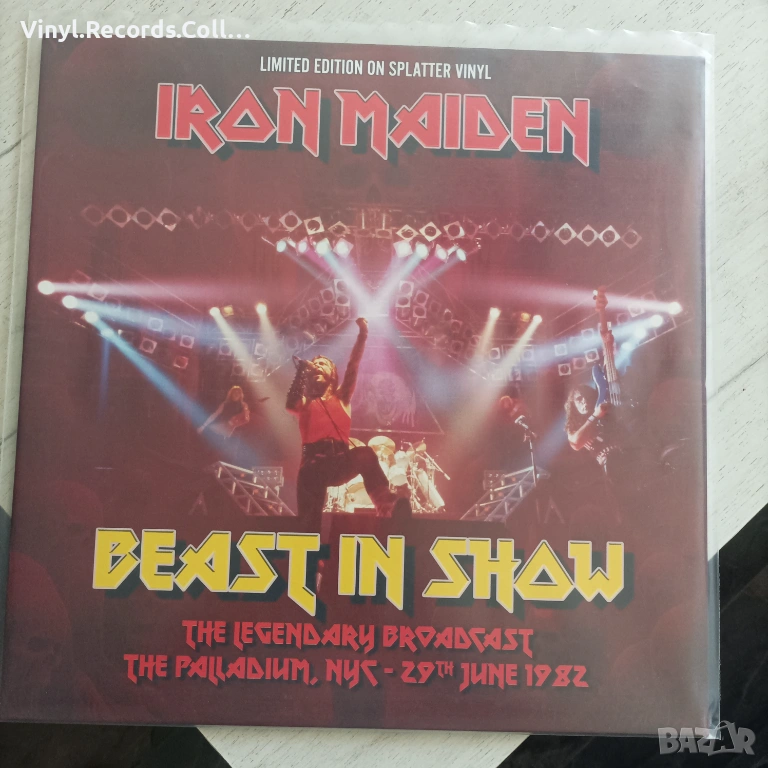 Vinyl.Records.Coll...
LIMITED EDITION ON SPLATTER VINYL
IRON MAIDEN
BEAST IN SHOW
THE LEGENDARY BROADCAST
THE PALLADIUM, NYC - 29TH JUNE 1982
BAZAR